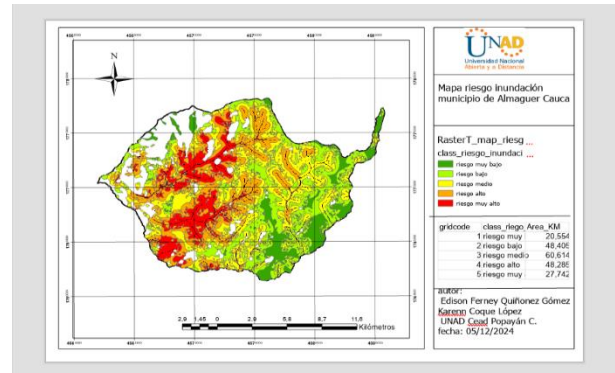 UNAD
Universidad Nacional
Abierta y a Distancia
Mapa riesgo inundación
municipio de Almaguer Cauca
RasterT_map_riesg ...
class_riesgo_inundaci ...
riesgo muy bajo
riesgo bajo
riesgo medio
riesgo alto
riesgo muy alto
gridcode class_riego Area_KM
1 riesgo muy 20,554
2 riesgo bajo 48,405
3 riesgo medio 60,614
4 riesgo alto 48,285
5 riesgo muy 27,742
autor:
Edison Ferney Quiñonez Gómez
Karenn Coque López
UNAD Cead Popayán C.
fecha: 05/12/2024
N
2,9 1,45 0 2,9 5,8 8,7 11,6
Kilómetros